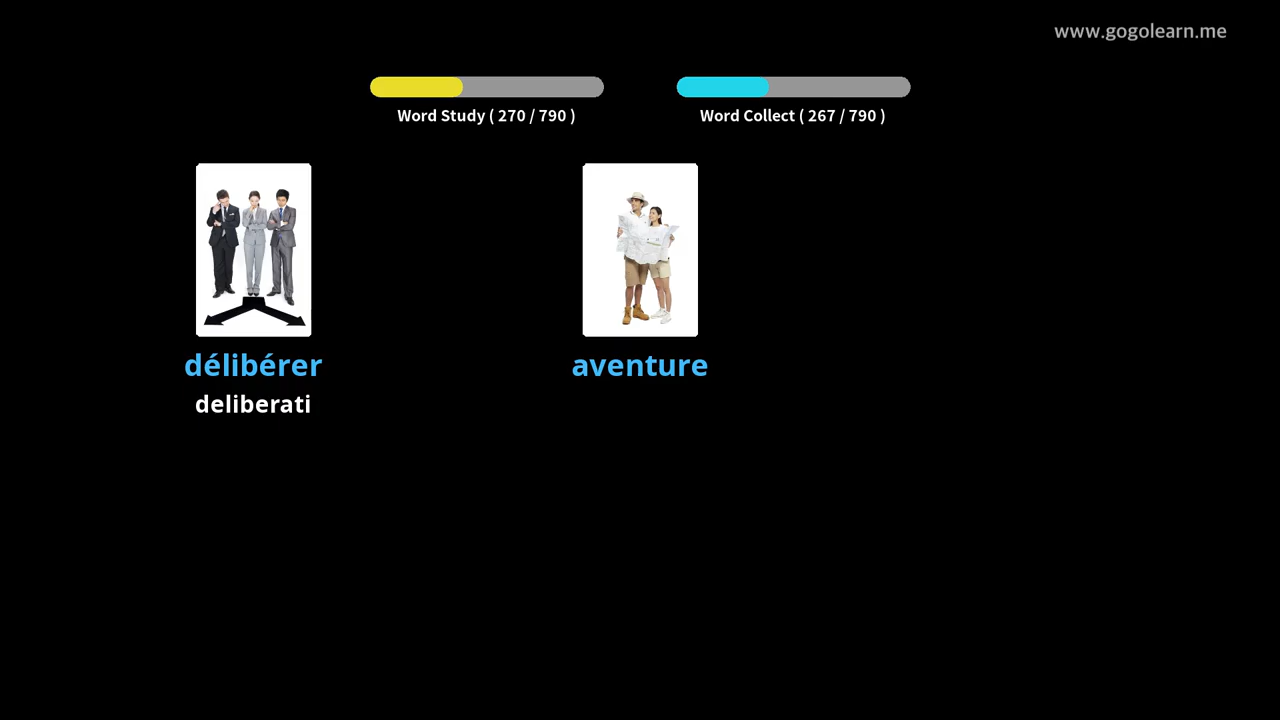 www.gogolearn.me
Word Study ( 270 / 790 )
Word Collect ( 267 / 790 )
délibérer
deliberati
aventure